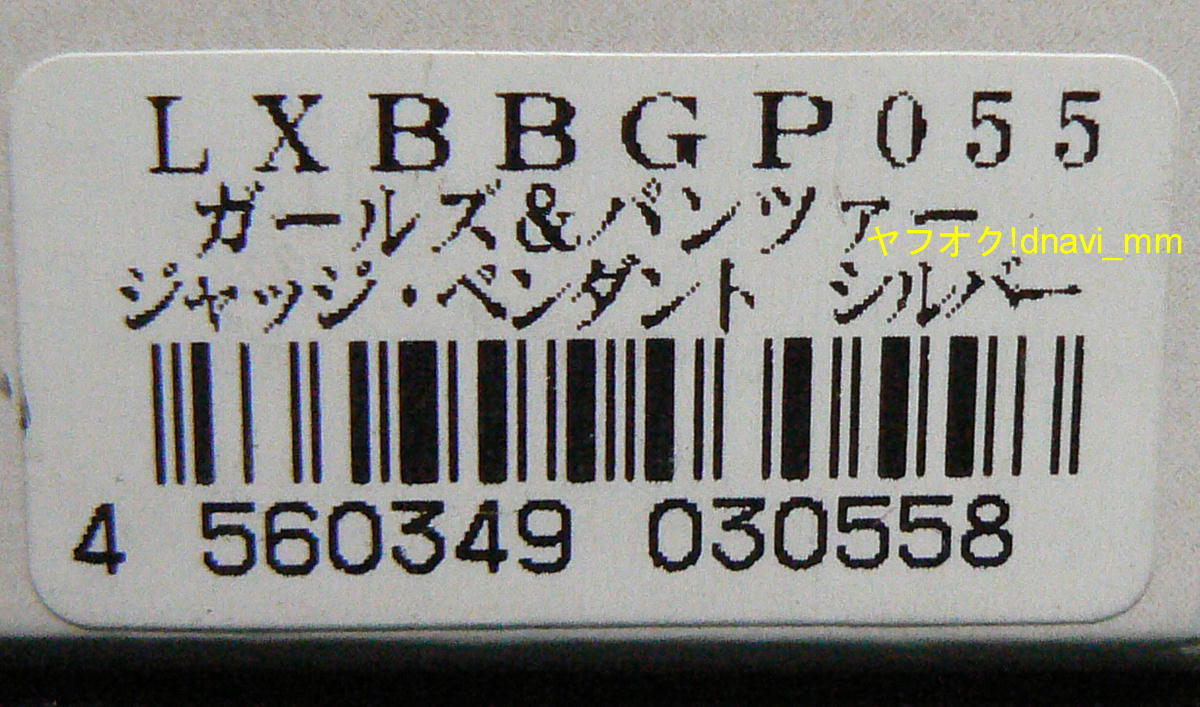 LXBBGP055
ガールズ&パンツァー
ヤフオク!dnavi_mm
ジャッジ・ペンダント シルバー
4 560349 030558